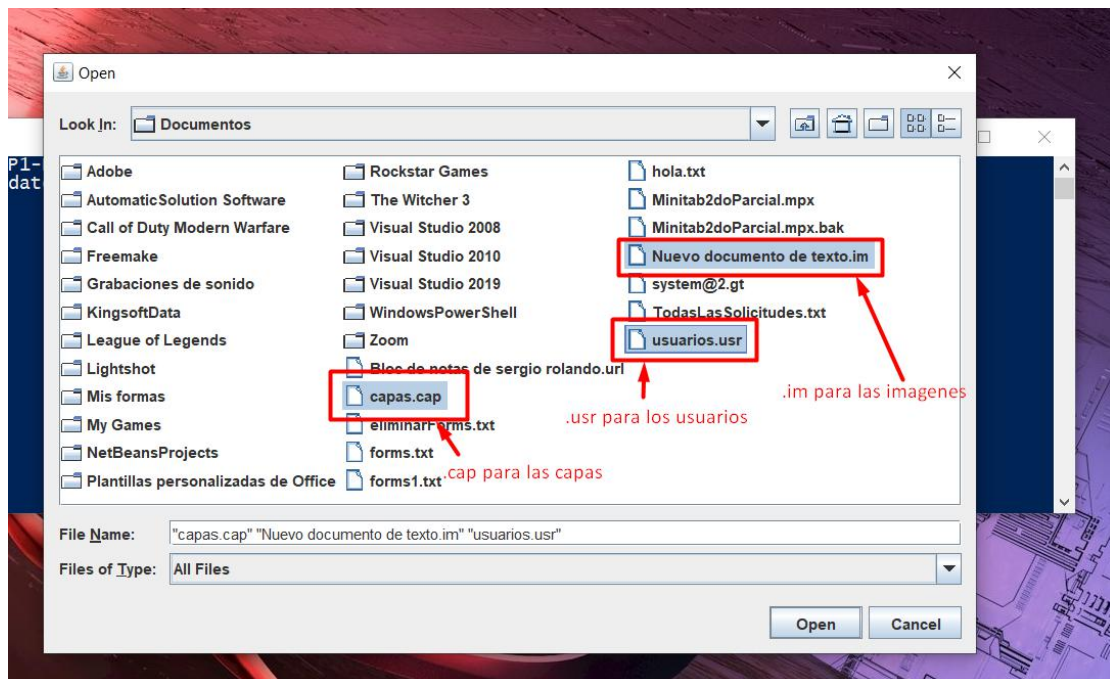 Open
Look In: Documentos
P1-
dat
Adobe
AutomaticSolution Software
Call of Duty Modern Warfare
Freemake
Grabaciones de sonido
KingsoftData
League of Legends
Lightshot
Mis formas
My Games
NetBeansProjects
Plantillas personalizadas de Office
Rockstar Games
The Witcher 3
Visual Studio 2008
Visual Studio 2010
Visual Studio 2019
WindowsPowerShell
Zoom
Bloc de notas de sergio rolando.url
capas.cap
eliminarForms.txt
forms.txt
forms1.txt
hola.txt
Minitab2doParcial.mpx
Minitab2doParcial.mpx.bak
Nuevo documento de texto.im
system@2.gt
TodasLasSolicitudes.txt
usuarios.usr
.im para las imagenes
.usr para los usuarios
.cap para las capas
File Name: "capas.cap" "Nuevo documento de texto.im" "usuarios.usr"
Files of Type: All Files
Open Cancel